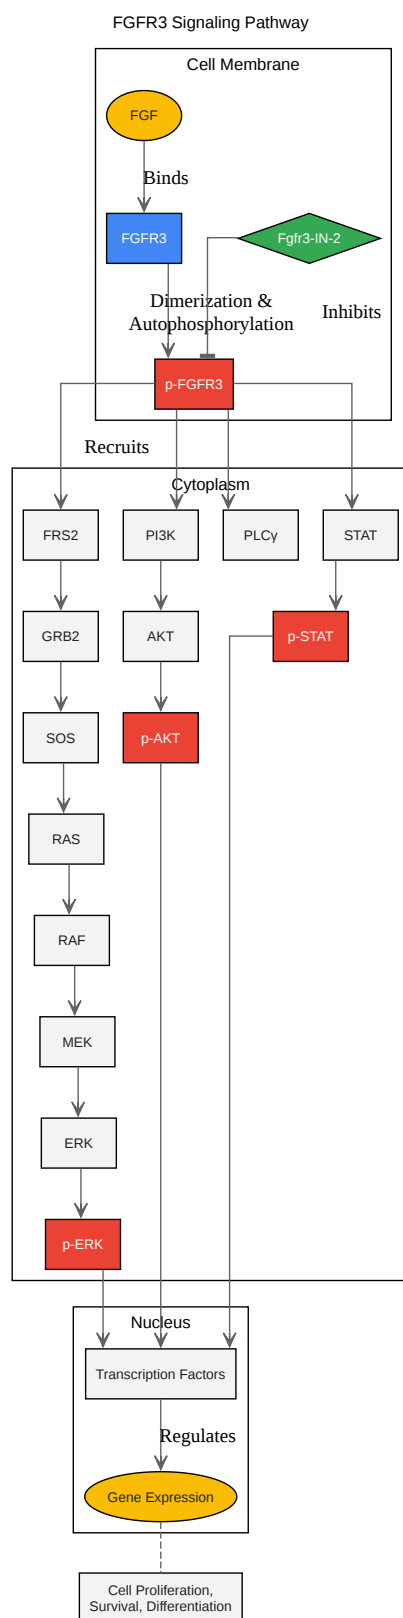 FGFR3 Signaling Pathway
Cell Membrane
FGF
Binds
FGFR3
Fgfr3-IN-2
Dimerization &
Autophosphorylation
Inhibits
p-FGFR3
Recruits
Cytoplasm
FRS2
PI3K
PLCγ
STAT
GRB2
AKT
p-STAT
SOS
p-AKT
RAS
RAF
MEK
ERK
p-ERK
Nucleus
Transcription Factors
Regulates
Gene Expression
Cell Proliferation,
Survival, Differentiation